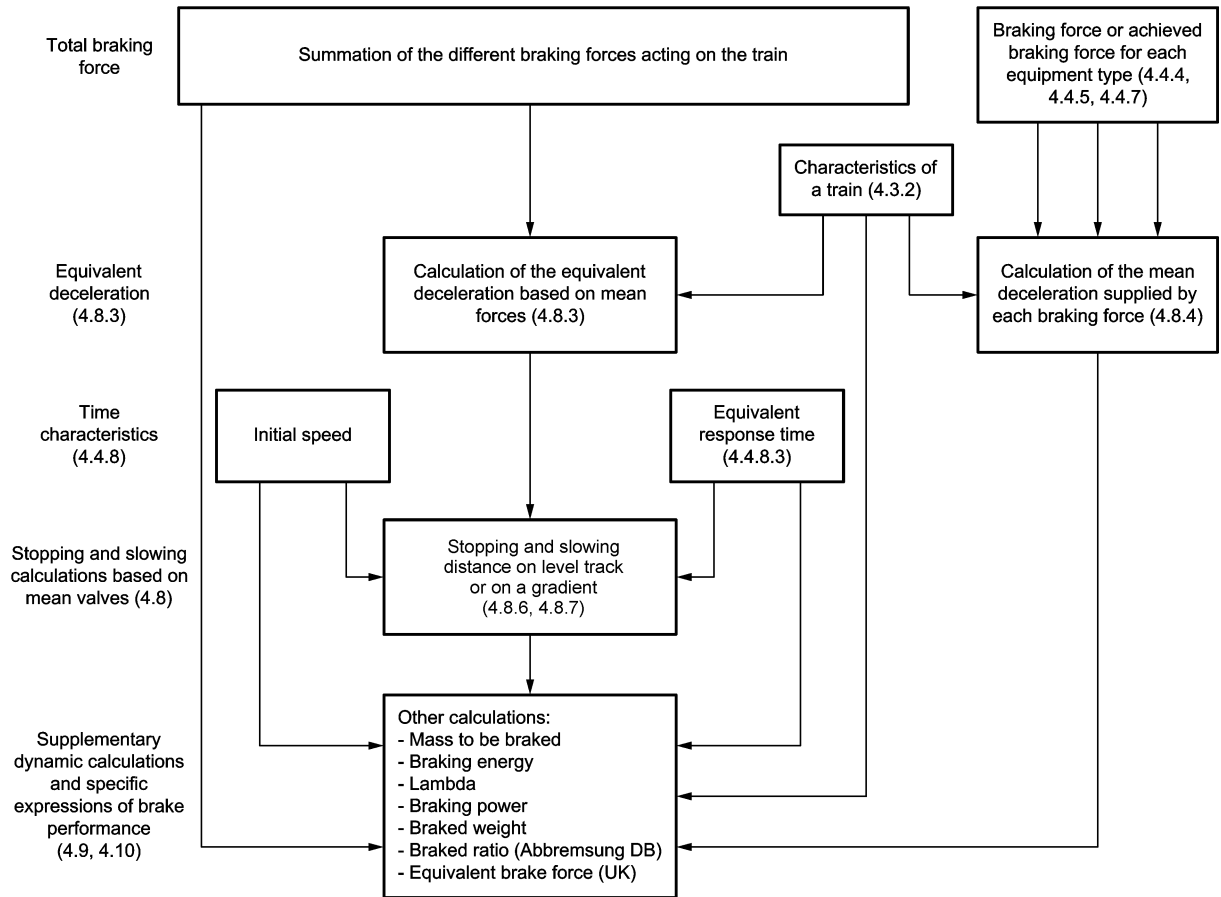 Total braking
force
Summation of the different braking forces acting on the train
Braking force or achieved
braking force for each
equipment type (4.4.4,
4.4.5, 4.4.7)
Characteristics of
a train (4.3.2)
Equivalent
deceleration
(4.8.3)
Calculation of the equivalent
deceleration based on mean
forces (4.8.3)
Calculation of the mean
deceleration supplied by
each braking force (4.8.4)
Time
characteristics
(4.4.8)
Initial speed
Equivalent
response time
(4.4.8.3)
Stopping and slowing
calculations based on
mean valves (4.8)
Stopping and slowing
distance on level track
or on a gradient
(4.8.6, 4.8.7)
Supplementary
dynamic calculations
and specific
expressions of brake
performance
(4.9, 4.10)
Other calculations:
- Mass to be braked
- Braking energy
- Lambda
- Braking power
- Braked weight
- Braked ratio (Abbremsung DB)
- Equivalent brake force (UK)